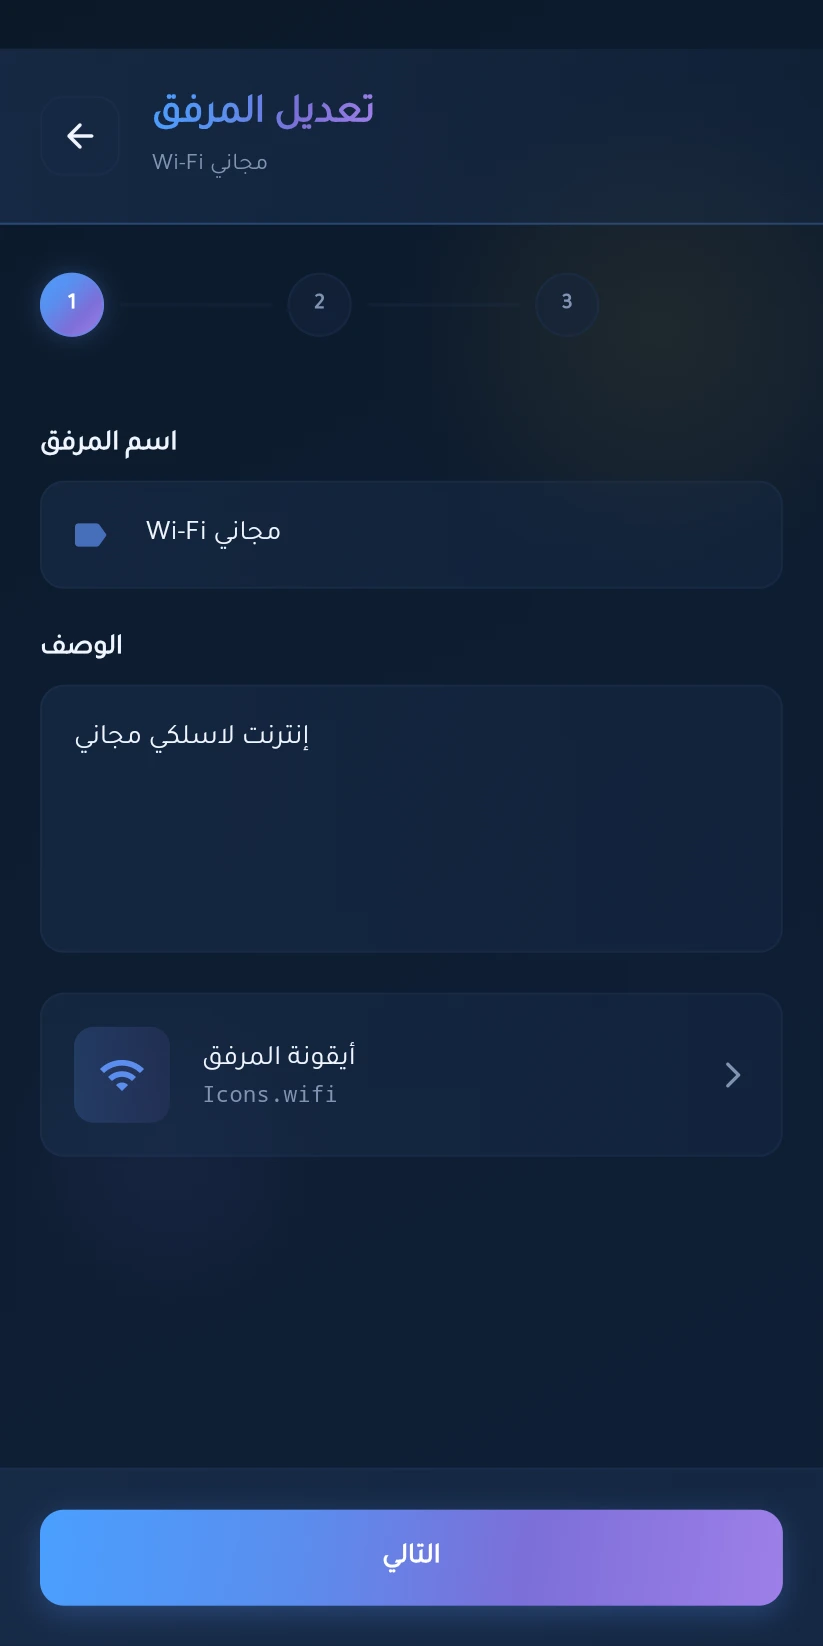 تعديل المرفق
Wi-Fi مجاني
1
2
3
اسم المرفق
Wi-Fi مجاني
الوصف
إنترنت لاسلكي مجاني
أيقونة المرفق
Icons.wifi
التالي